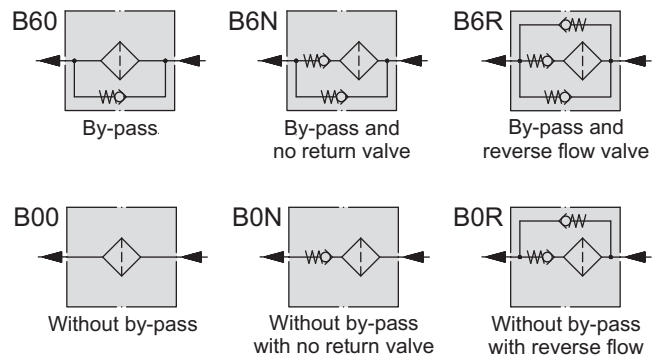 B60
B6N
B6R
By-pass
By-pass and
no return valve
By-pass and
reverse flow valve
B00
B0N
B0R
Without by-pass
Without by-pass
with no return valve
Without by-pass
with reverse flow